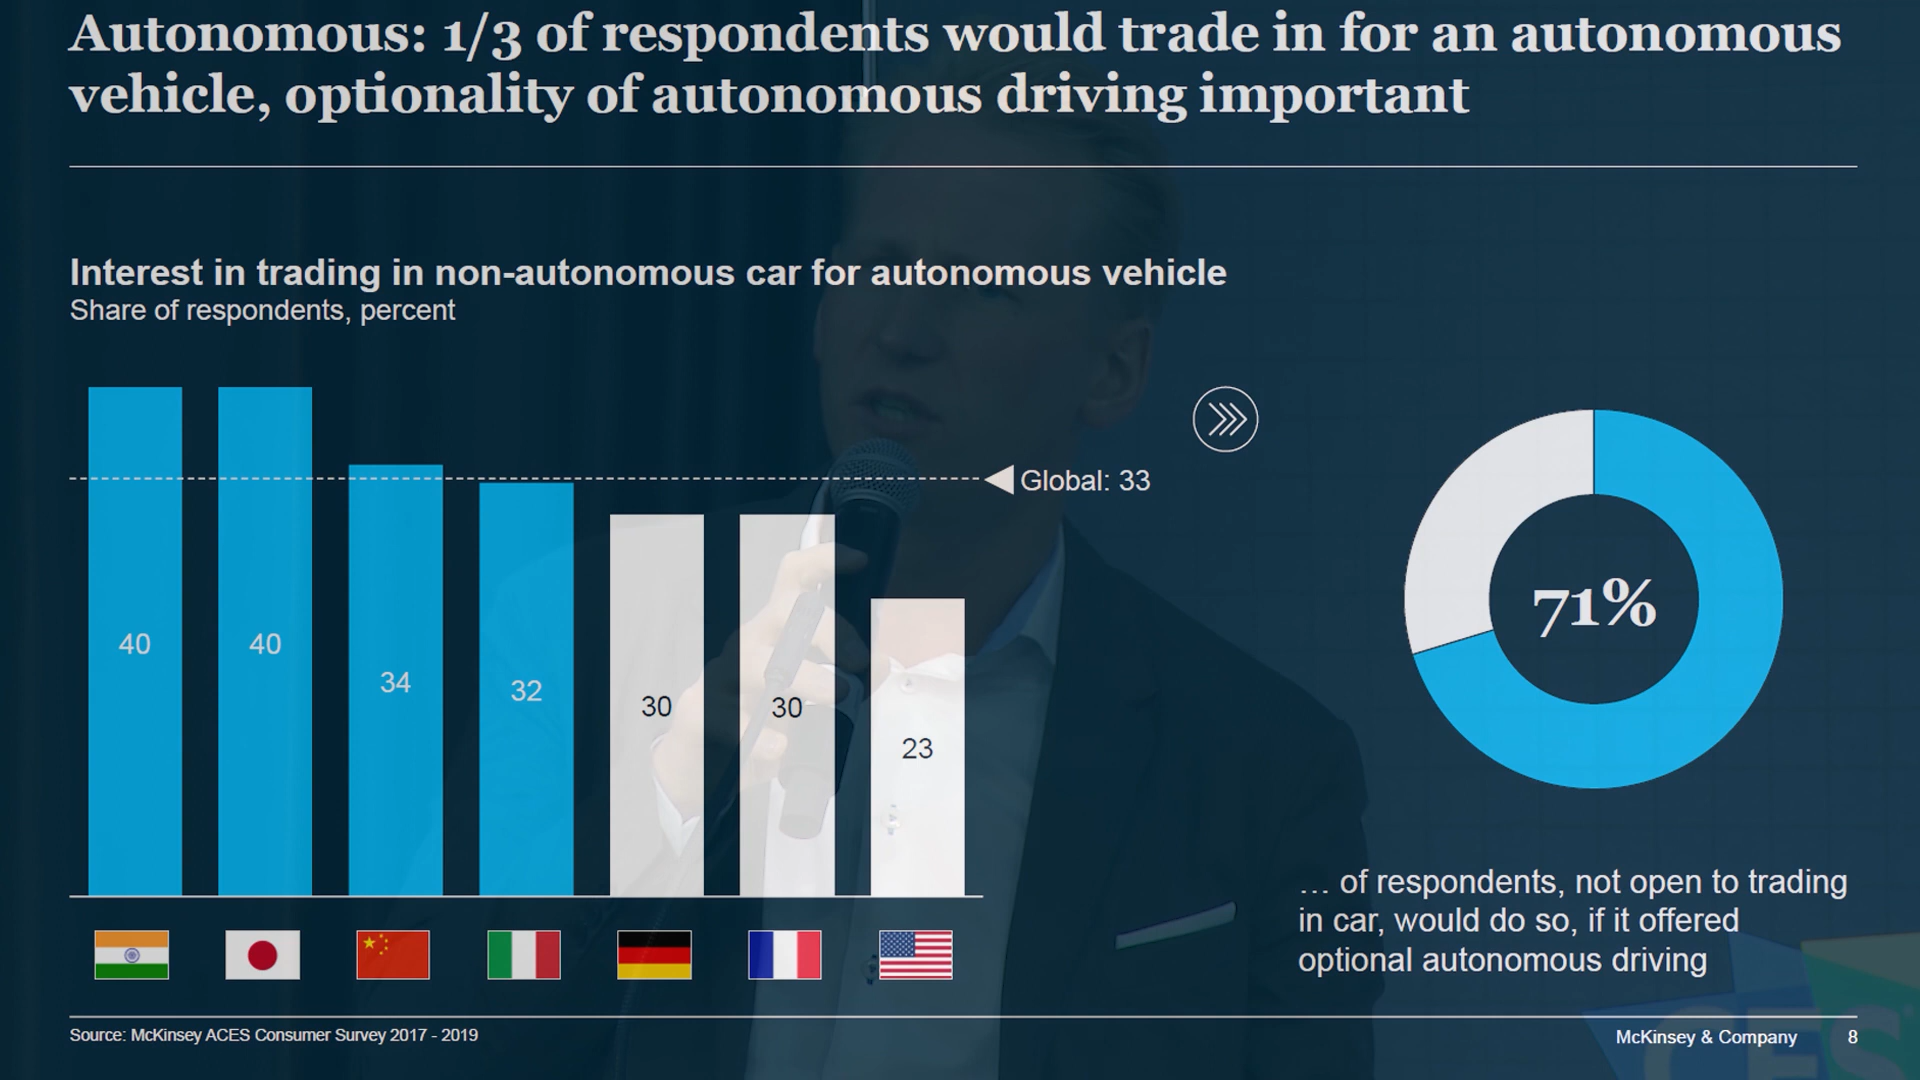 Autonomous: 1/3 of respondents would trade in for an autonomous
vehicle, optionality of autonomous driving important
Interest in trading in non-autonomous car for autonomous vehicle
Share of respondents, percent
Global: 33
40
40
34
32
30
30
23
71%
… of respondents, not open to trading
in car, would do so, if it offered
optional autonomous driving
Source: McKinsey ACES Consumer Survey 2017 - 2019
McKinsey & Company 8
CES